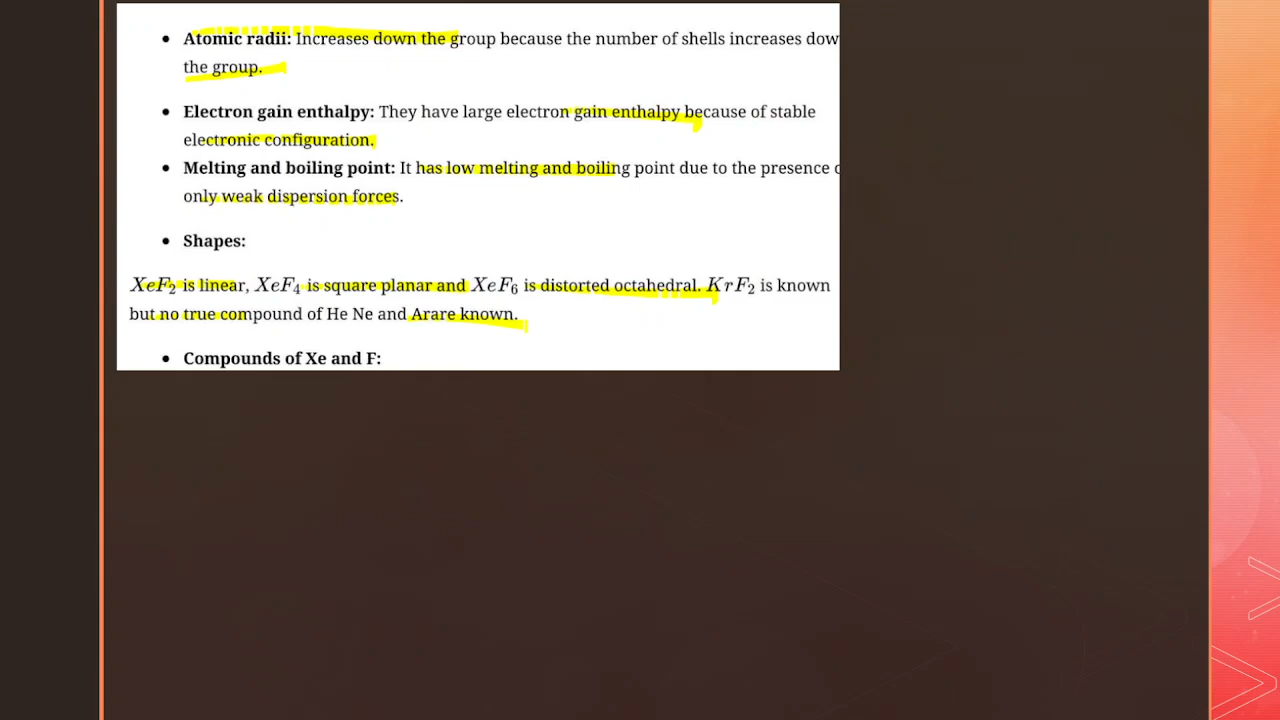 • Atomic radii: Increases down the group because the number of shells increases dow
the group.
• Electron gain enthalpy: They have large electron gain enthalpy because of stable
electronic configuration.
• Melting and boiling point: It has low melting and boiling point due to the presence
only weak dispersion forces.
• Shapes:
XeF₂ is linear, XeF₄ is square planar and XeF₆ is distorted octahedral. KrF₂ is known
but no true compound of He Ne and Arare known.
• Compounds of Xe and F: